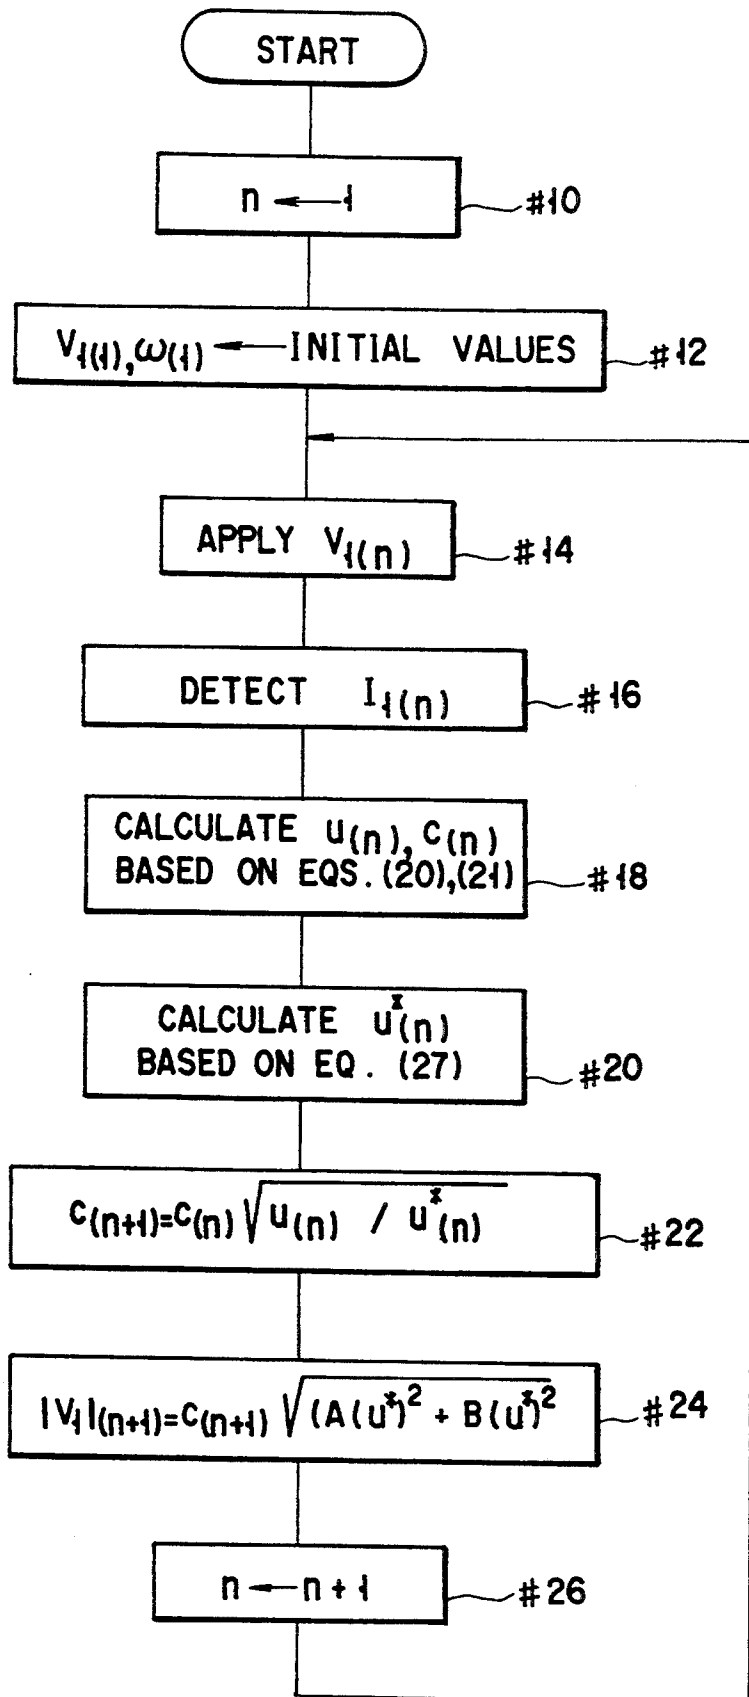 START
n ← 1
#10
V1(1), ω(1) ← INITIAL VALUES
#12
APPLY V1(n)
#14
DETECT I1(n)
#16
CALCULATE u(n), c(n)
BASED ON EQS. (20),(21)
#18
CALCULATE u*(n)
BASED ON EQ. (27)
#20
c(n+1)=c(n) √u(n) / u*(n)
#22
|V1|(n+1)=c(n+1) √(A(u*)² + B(u*)²
#24
n ← n+1
#26